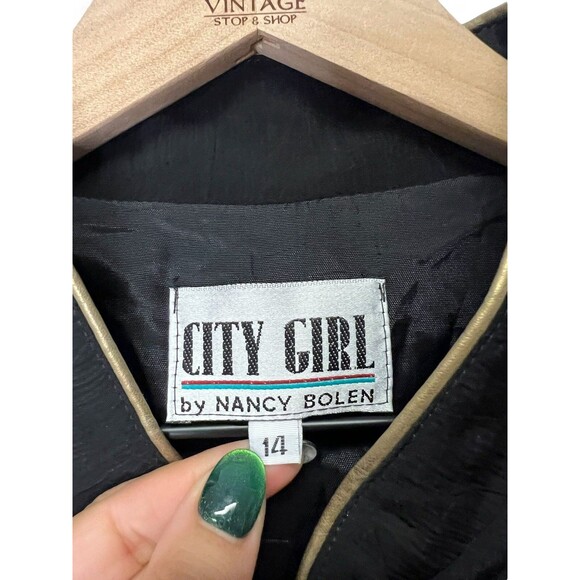 VINTAGE
STOP & SHOP
CITY GIRL
by NANCY BOLEN
14